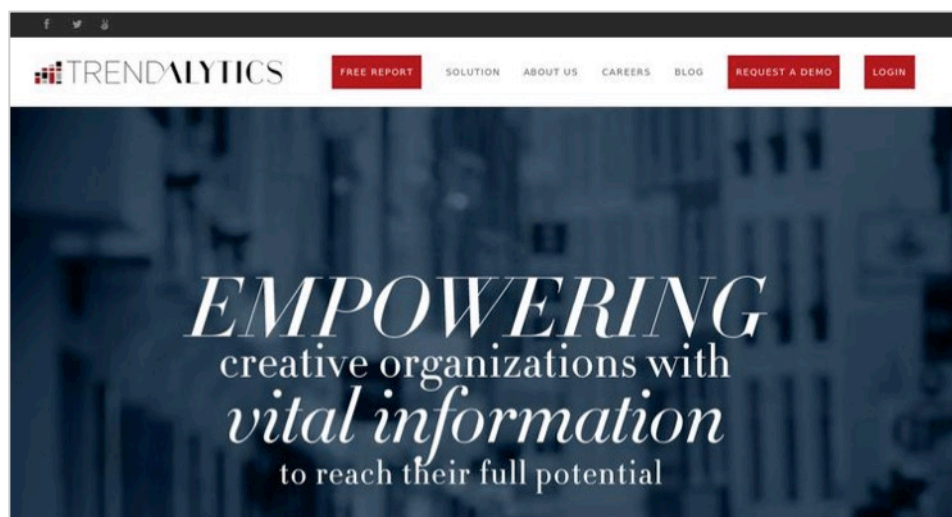 TRENDALYTICS
FREE REPORT
SOLUTION
ABOUT US
CAREERS
BLOG
REQUEST A DEMO
LOGIN
EMPOWERING
creative organizations with
vital information
to reach their full potential